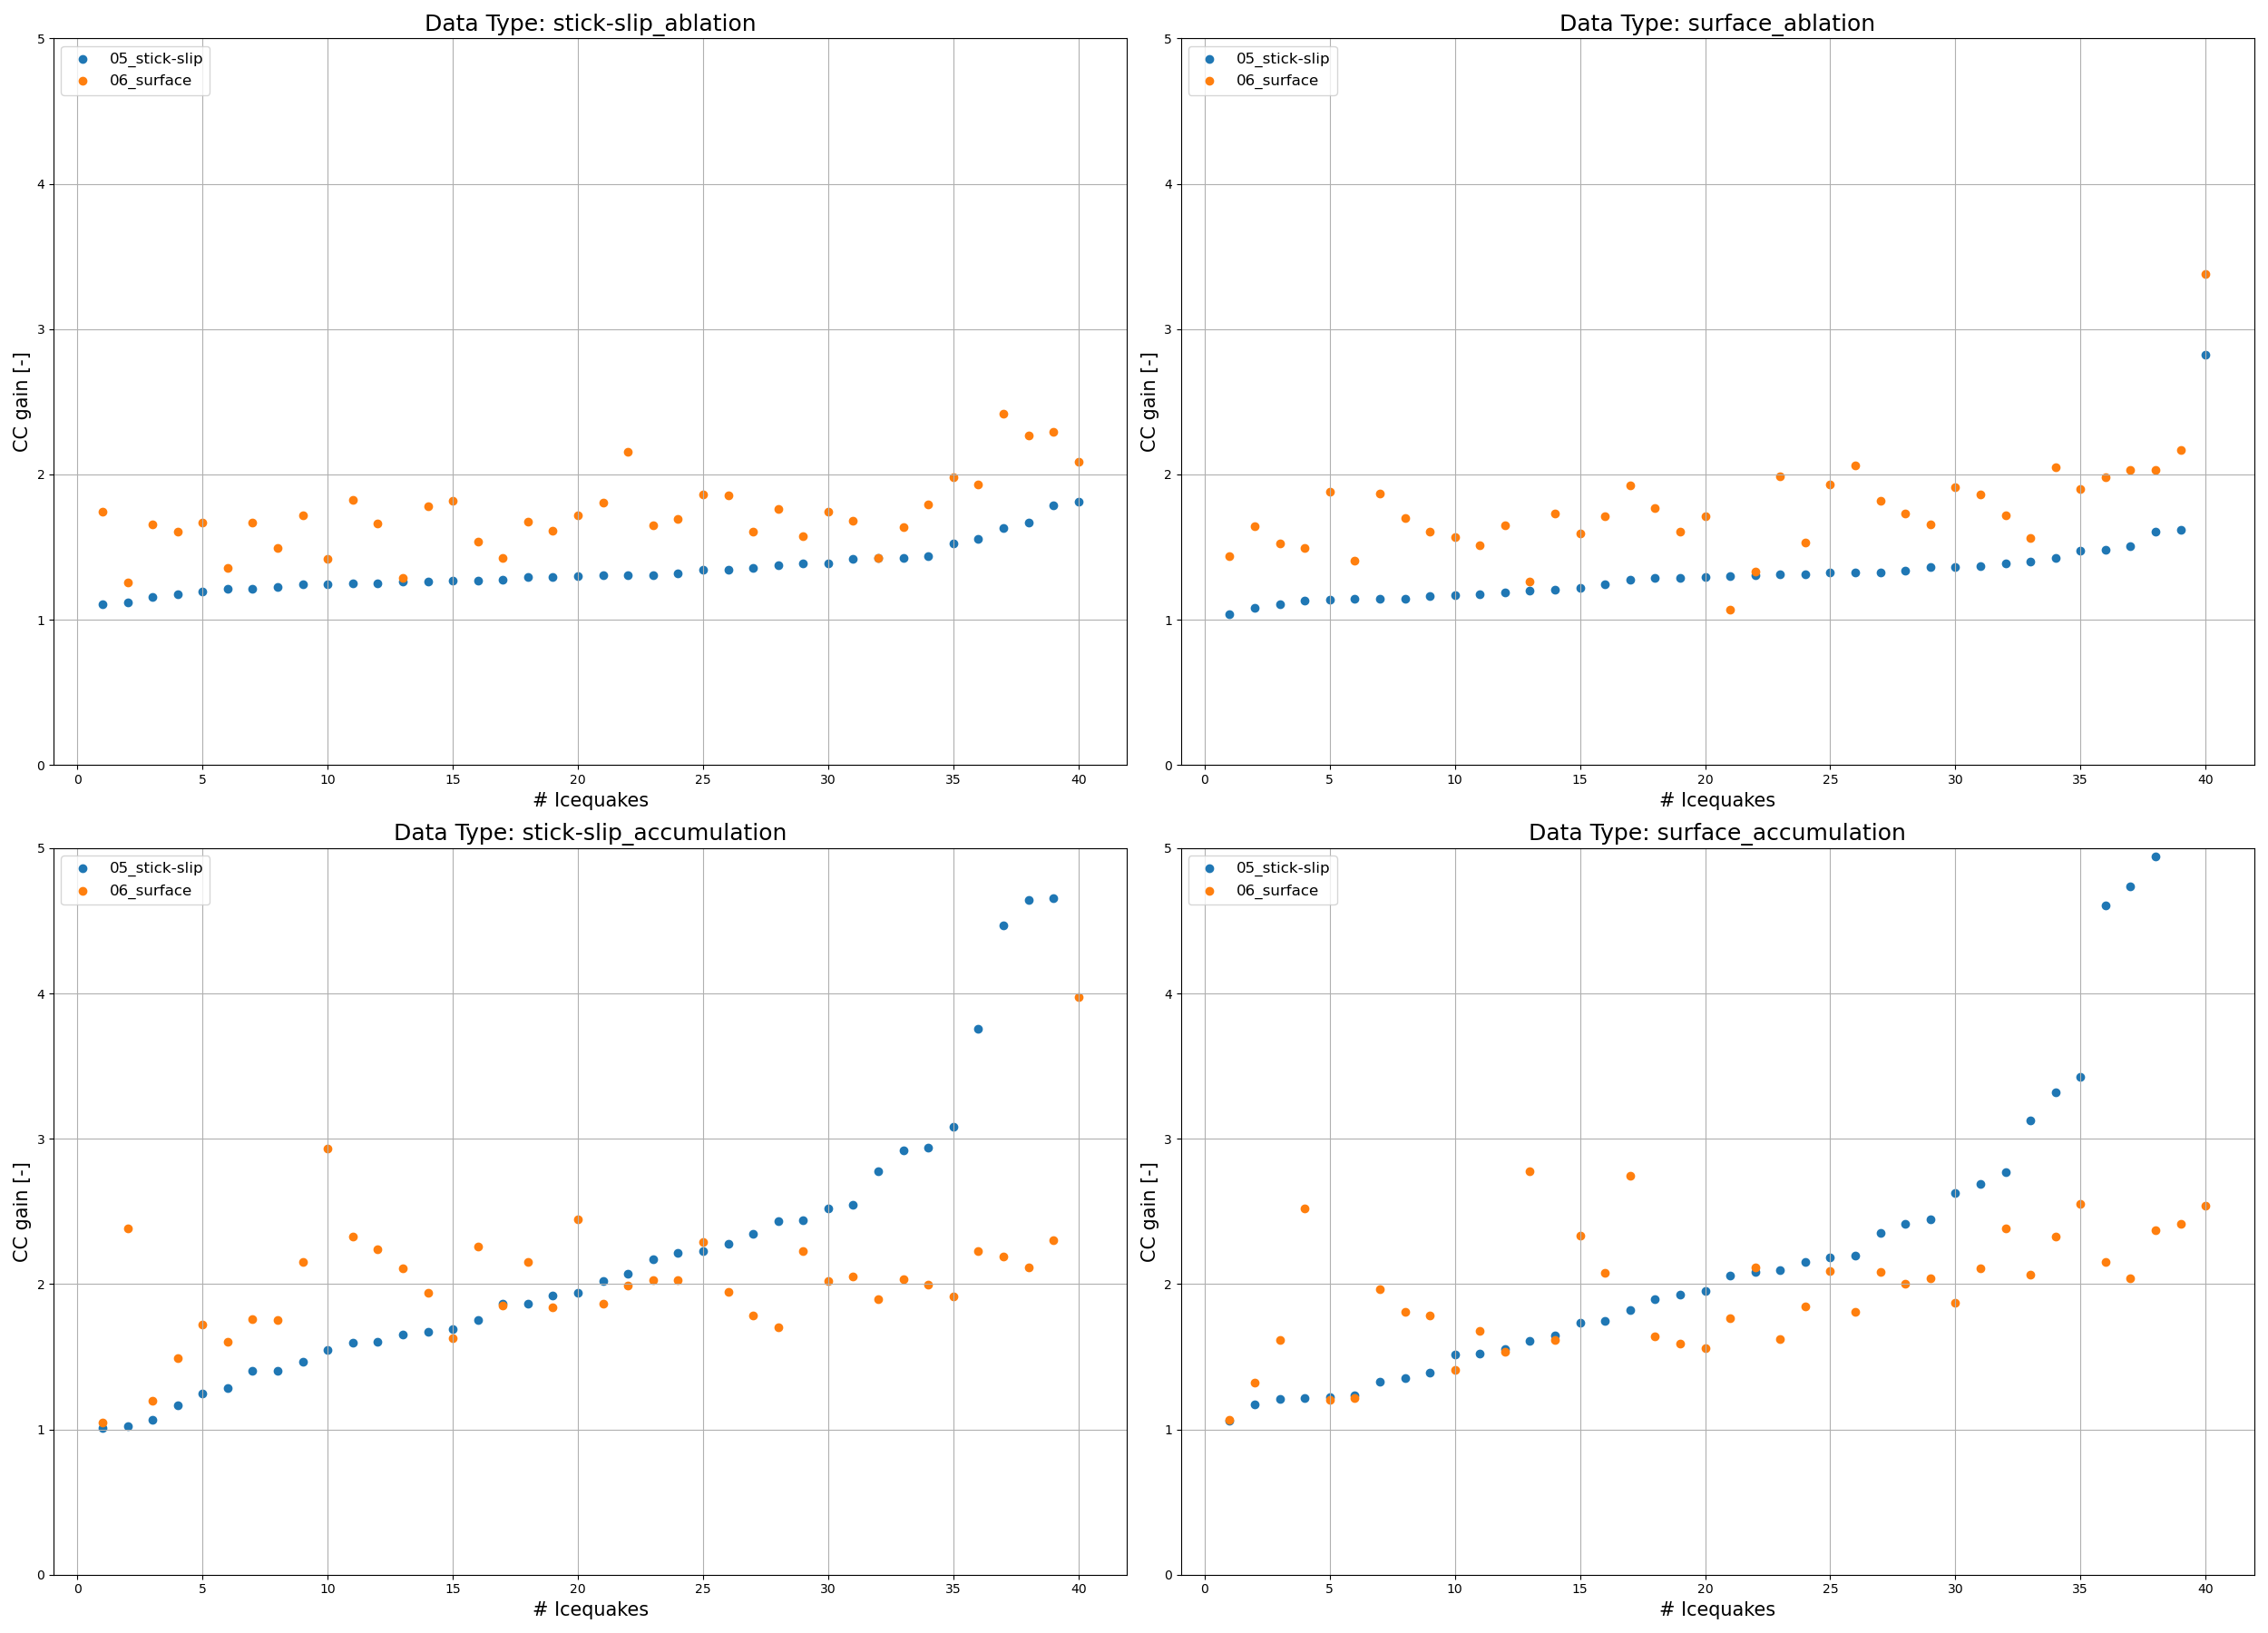 Data Type: stick-slip_ablation
05_stick-slip
06_surface
CC gain [-]
5
4
3
2
1
0
0 5 10 15 20 25 30 35 40
# Icequakes
Data Type: surface_ablation
05_stick-slip
06_surface
CC gain [-]
5
4
3
2
1
0
0 5 10 15 20 25 30 35 40
# Icequakes
Data Type: stick-slip_accumulation
05_stick-slip
06_surface
CC gain [-]
5
4
3
2
1
0
0 5 10 15 20 25 30 35 40
# Icequakes
Data Type: surface_accumulation
05_stick-slip
06_surface
CC gain [-]
5
4
3
2
1
0
0 5 10 15 20 25 30 35 40
# Icequakes